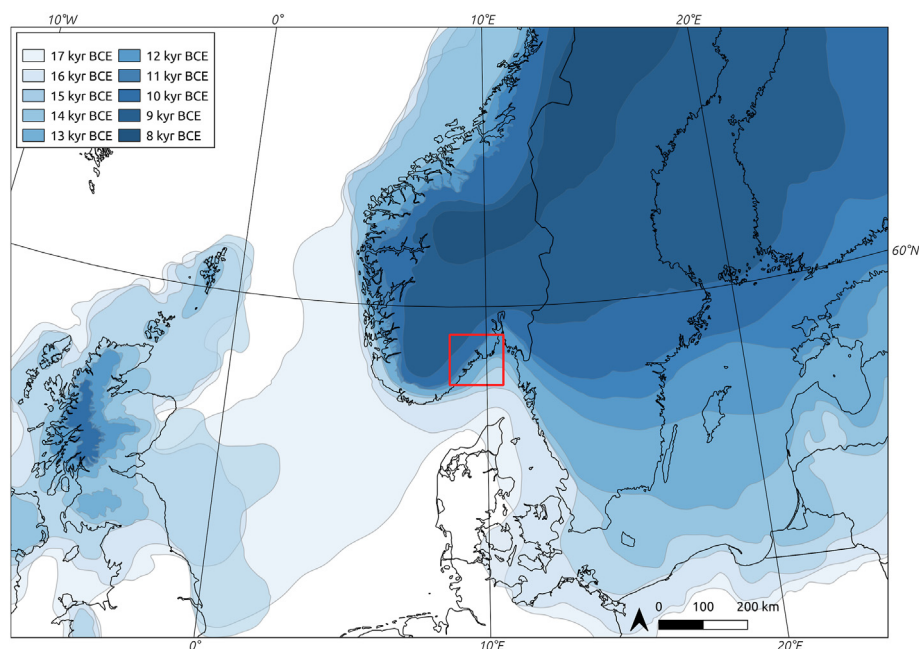 10°W 0° 10°E 20°E
17 kyr BCE 12 kyr BCE
16 kyr BCE 11 kyr BCE
15 kyr BCE 10 kyr BCE
14 kyr BCE 9 kyr BCE
13 kyr BCE 8 kyr BCE
60°N
0 100 200 km
0° 10°E 20°E